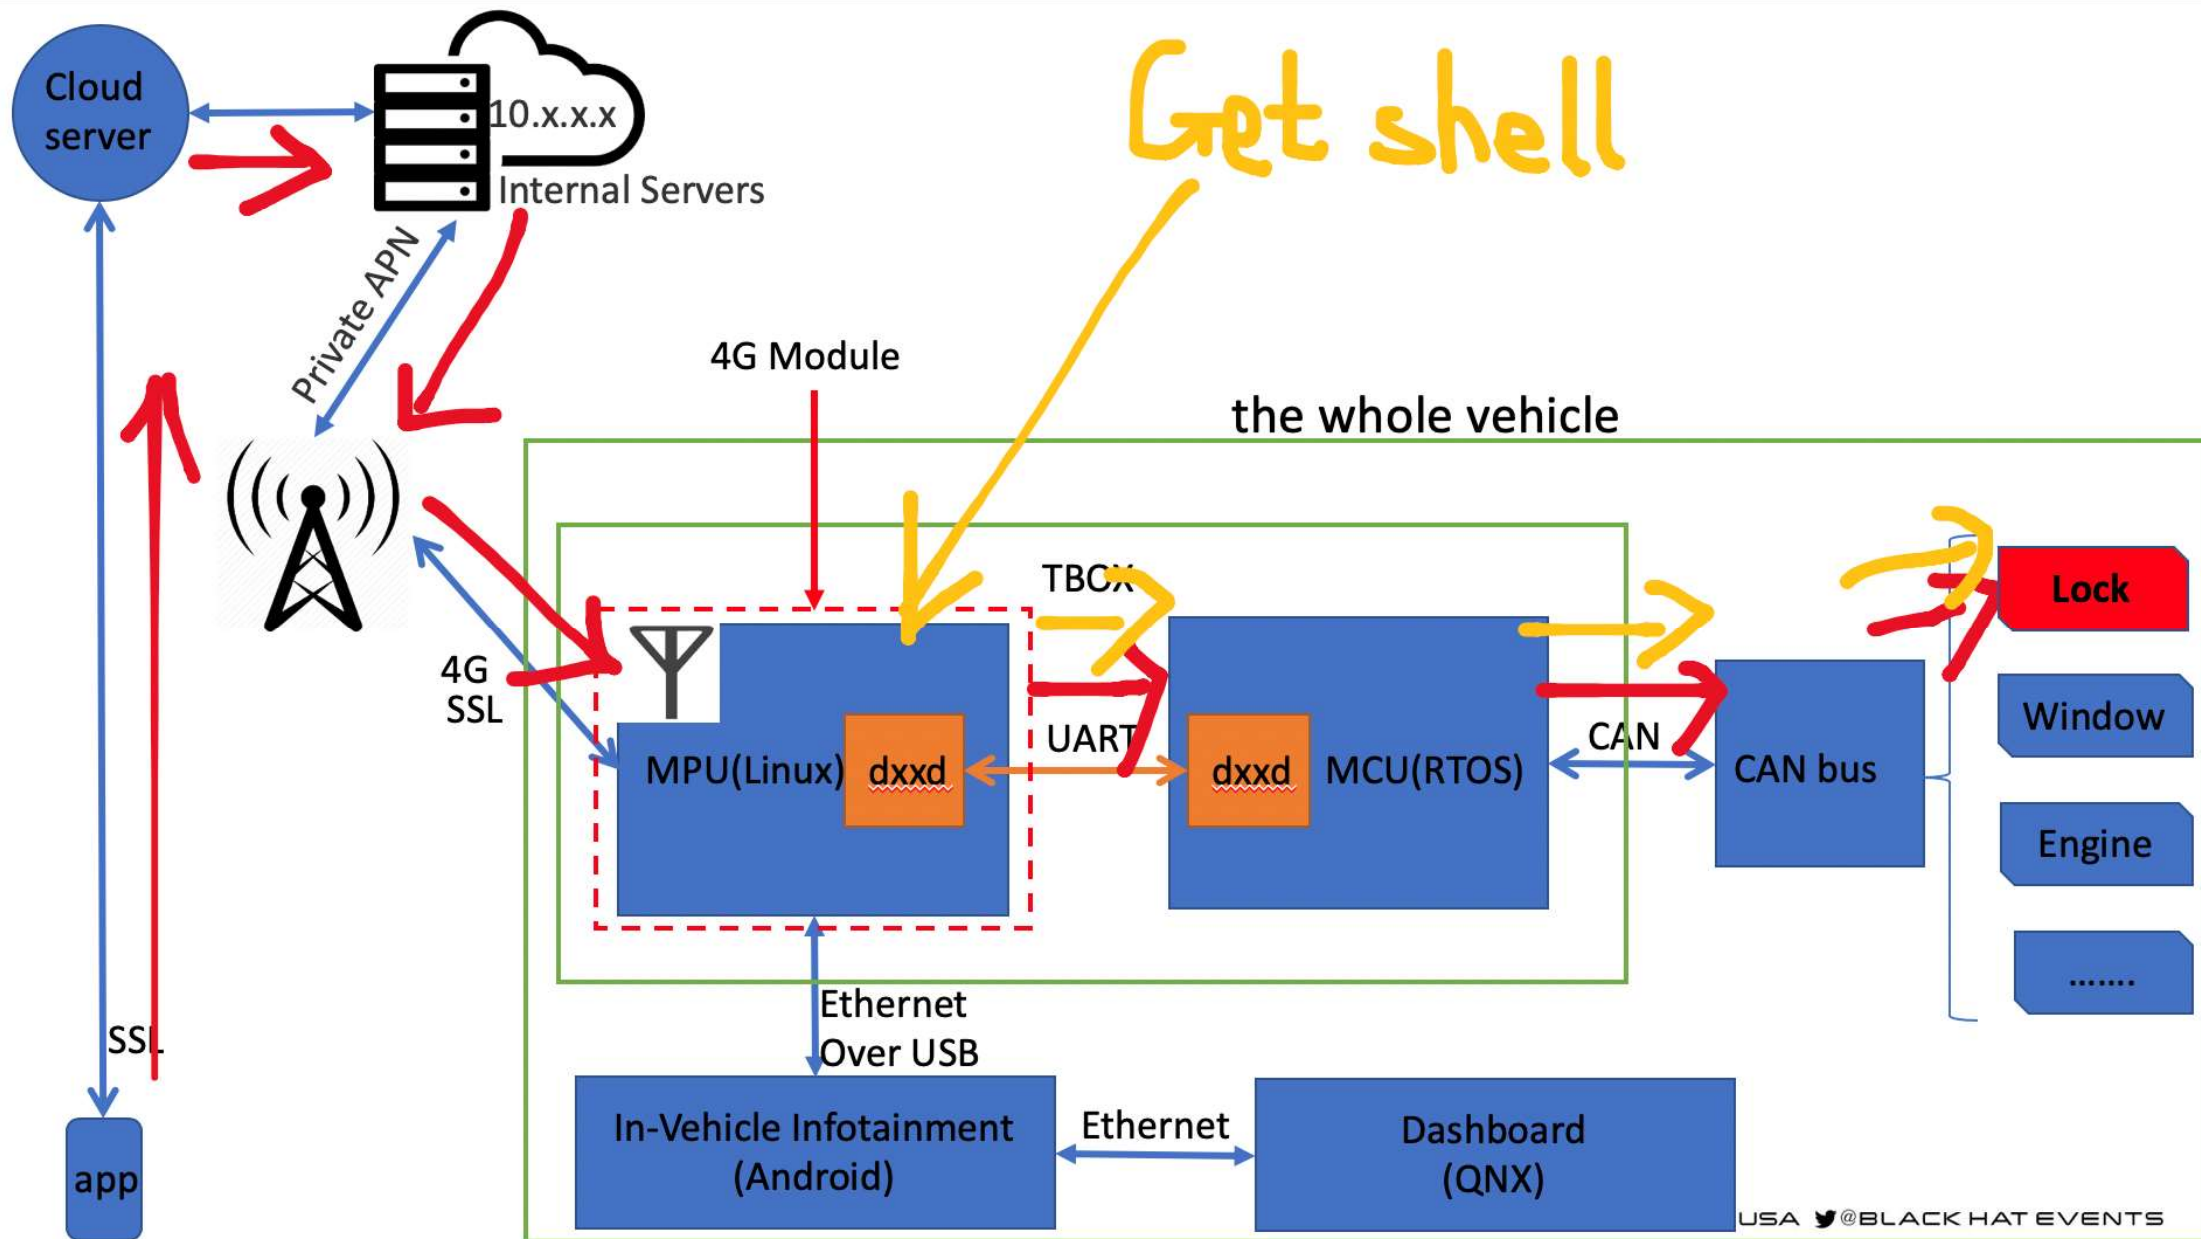 Cloud
server
10.x.x.x
Internal Servers
Get shell
Private APN
4G Module
the whole vehicle
TBOX
Lock
4G
SSL
UART
CAN
Window
MPU(Linux)
dxxd
dxxd
MCU(RTOS)
CAN bus
Engine
.......
Ethernet
Over USB
SSL
app
In-Vehicle Infotainment
(Android)
Ethernet
Dashboard
(QNX)
USA @BLACK HAT EVENTS